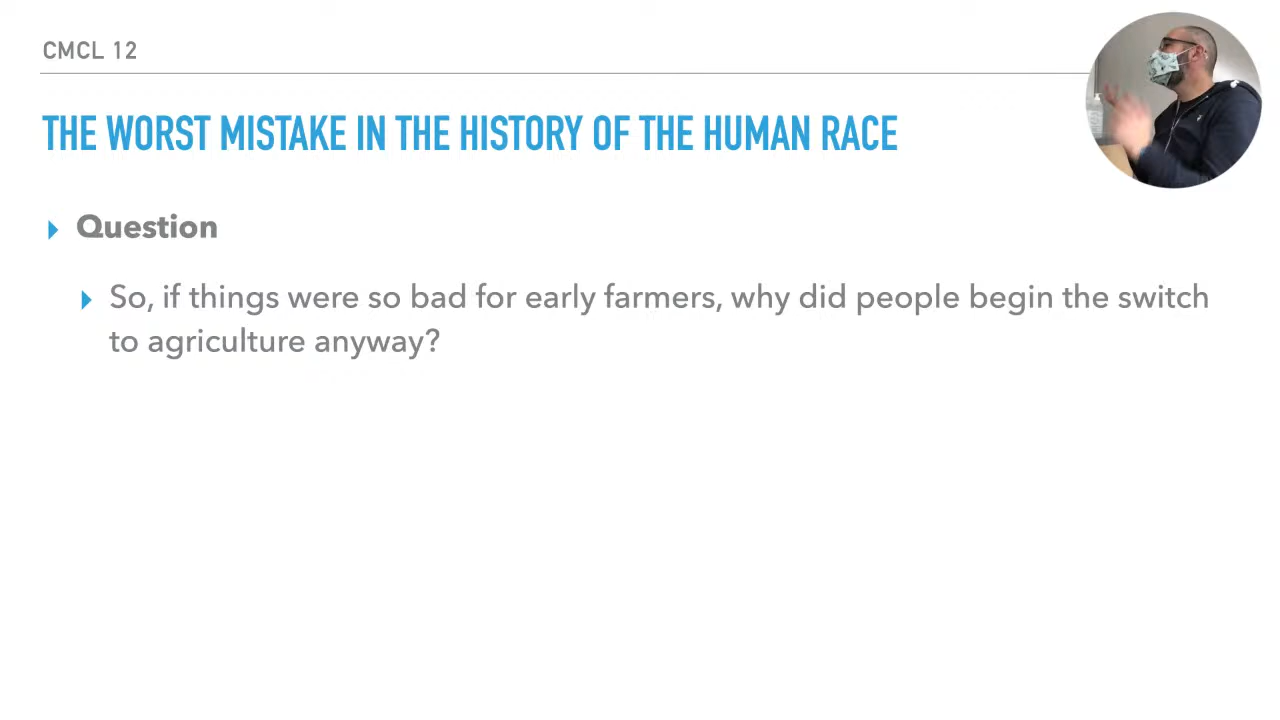 CMCL 12
THE WORST MISTAKE IN THE HISTORY OF THE HUMAN RACE
Question
So, if things were so bad for early farmers, why did people begin the switch
to agriculture anyway?